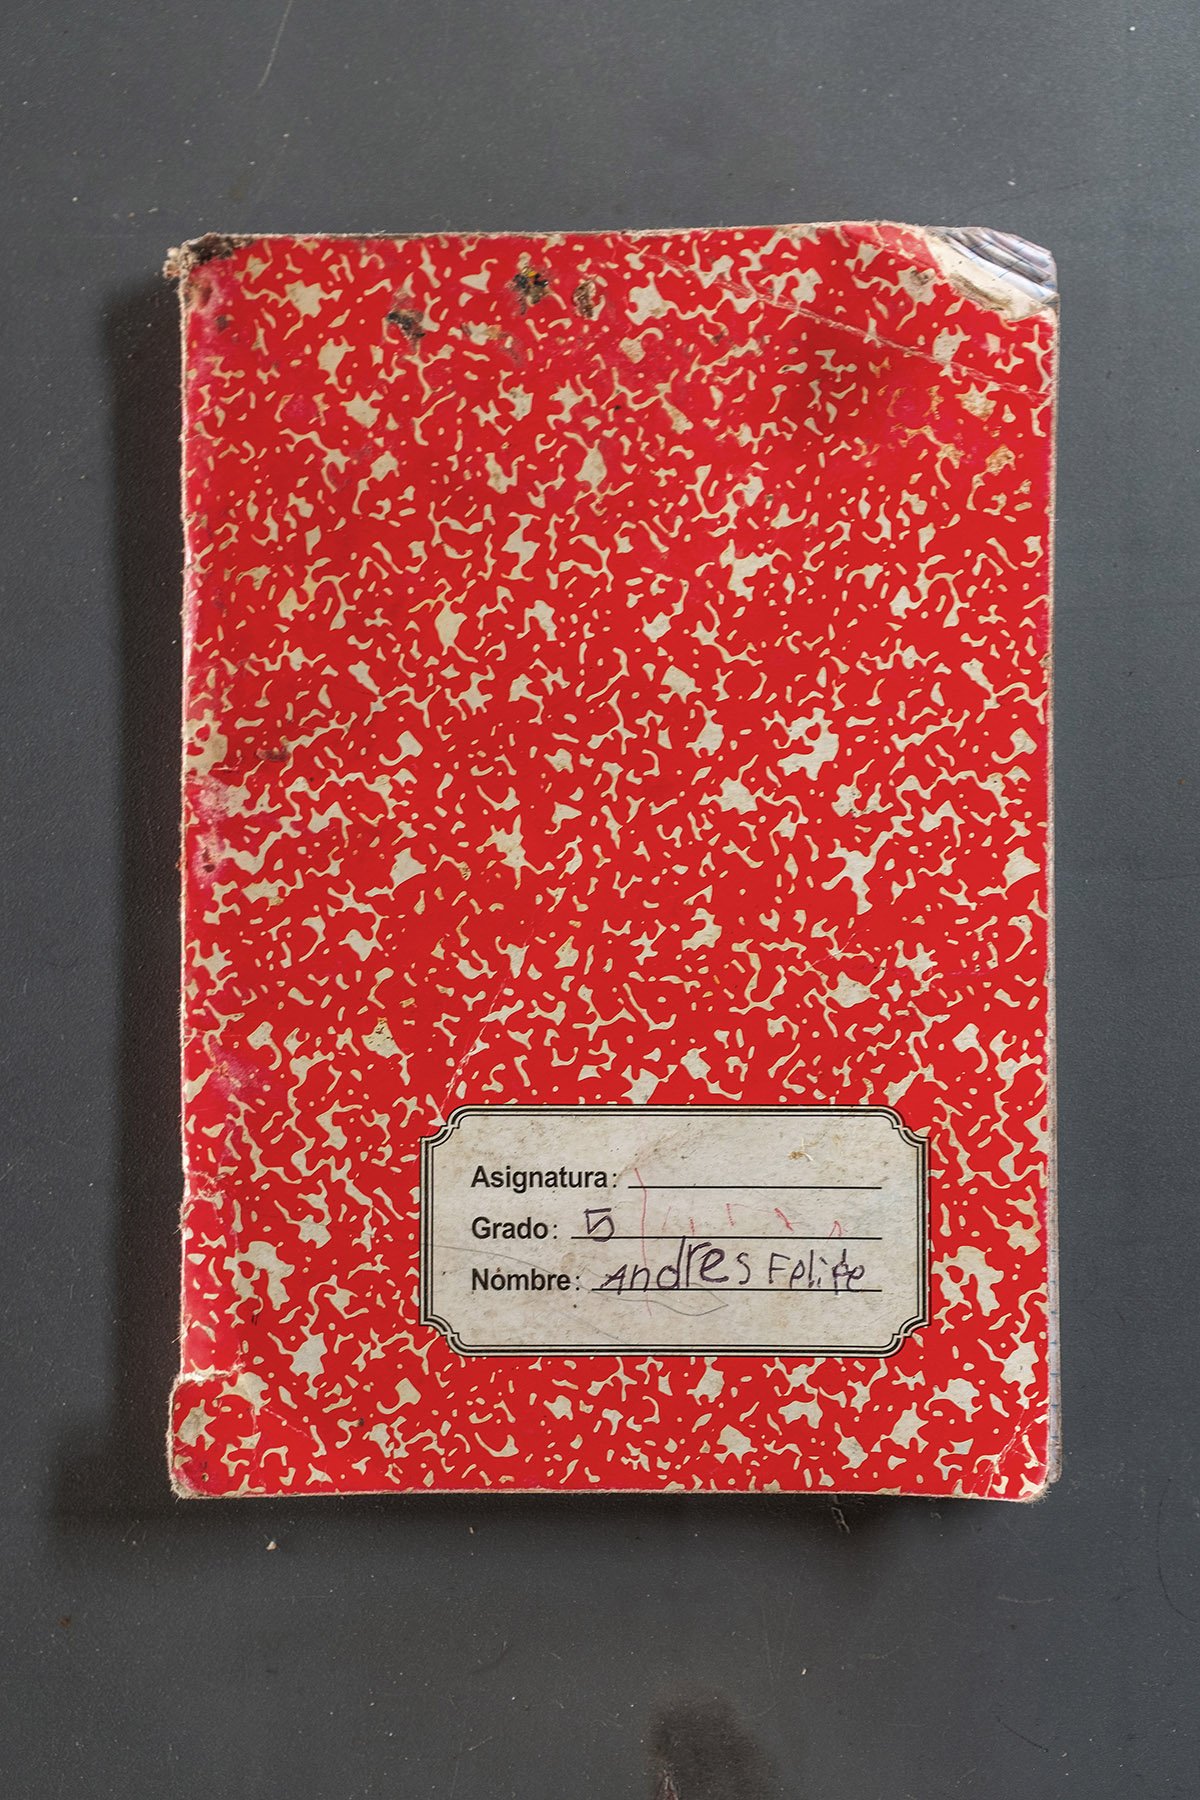 Asignatura:
Grado: 5
Nombre: Andres Felipe